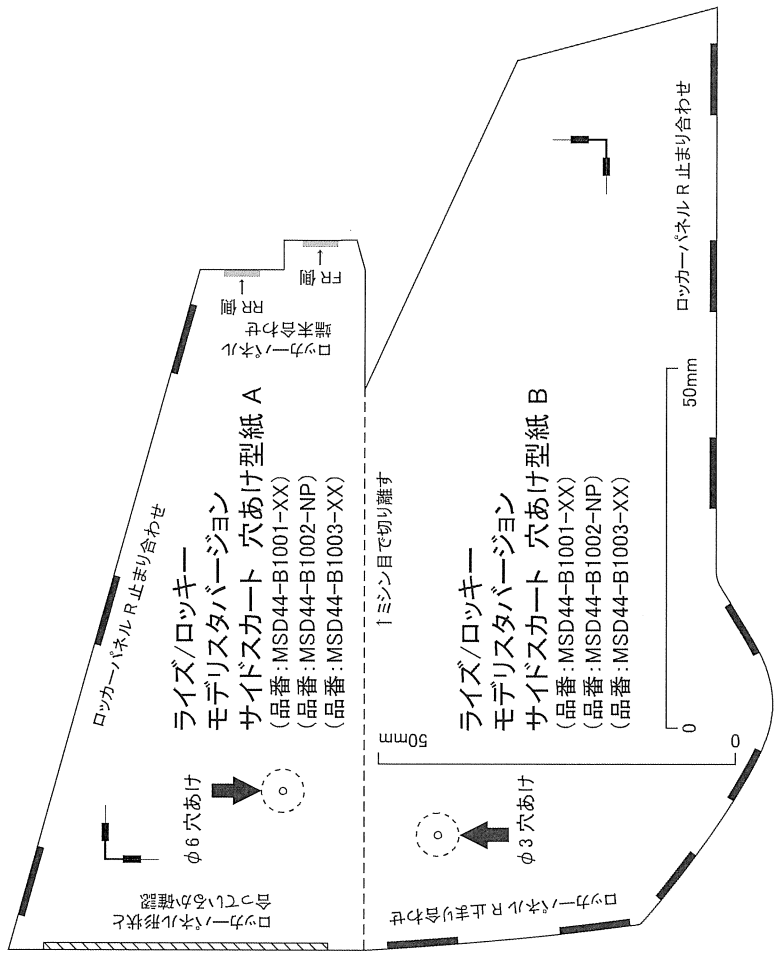 ロッカーパネル R 止まり合わせ
ライズ/ロッキー
モデリスタバージョン
サイドスカート 穴あけ型紙 A
(品番:MSD44-B1001-XX)
(品番:MSD44-B1002-NP)
(品番:MSD44-B1003-XX)
φ6 穴あけ
ロッカーパネル形状と
合っているか確認
ロッカーパネル
端末合わせ
RR 側
↑
FR 側
↑
↑ミシン目で切り離す
ライズ/ロッキー
モデリスタバージョン
サイドスカート 穴あけ型紙 B
(品番:MSD44-B1001-XX)
(品番:MSD44-B1002-NP)
(品番:MSD44-B1003-XX)
φ3 穴あけ
ロッカーパネル R 止まり合わせ
ロッカーパネル R 止まり合わせ
0
50mm
0
50mm